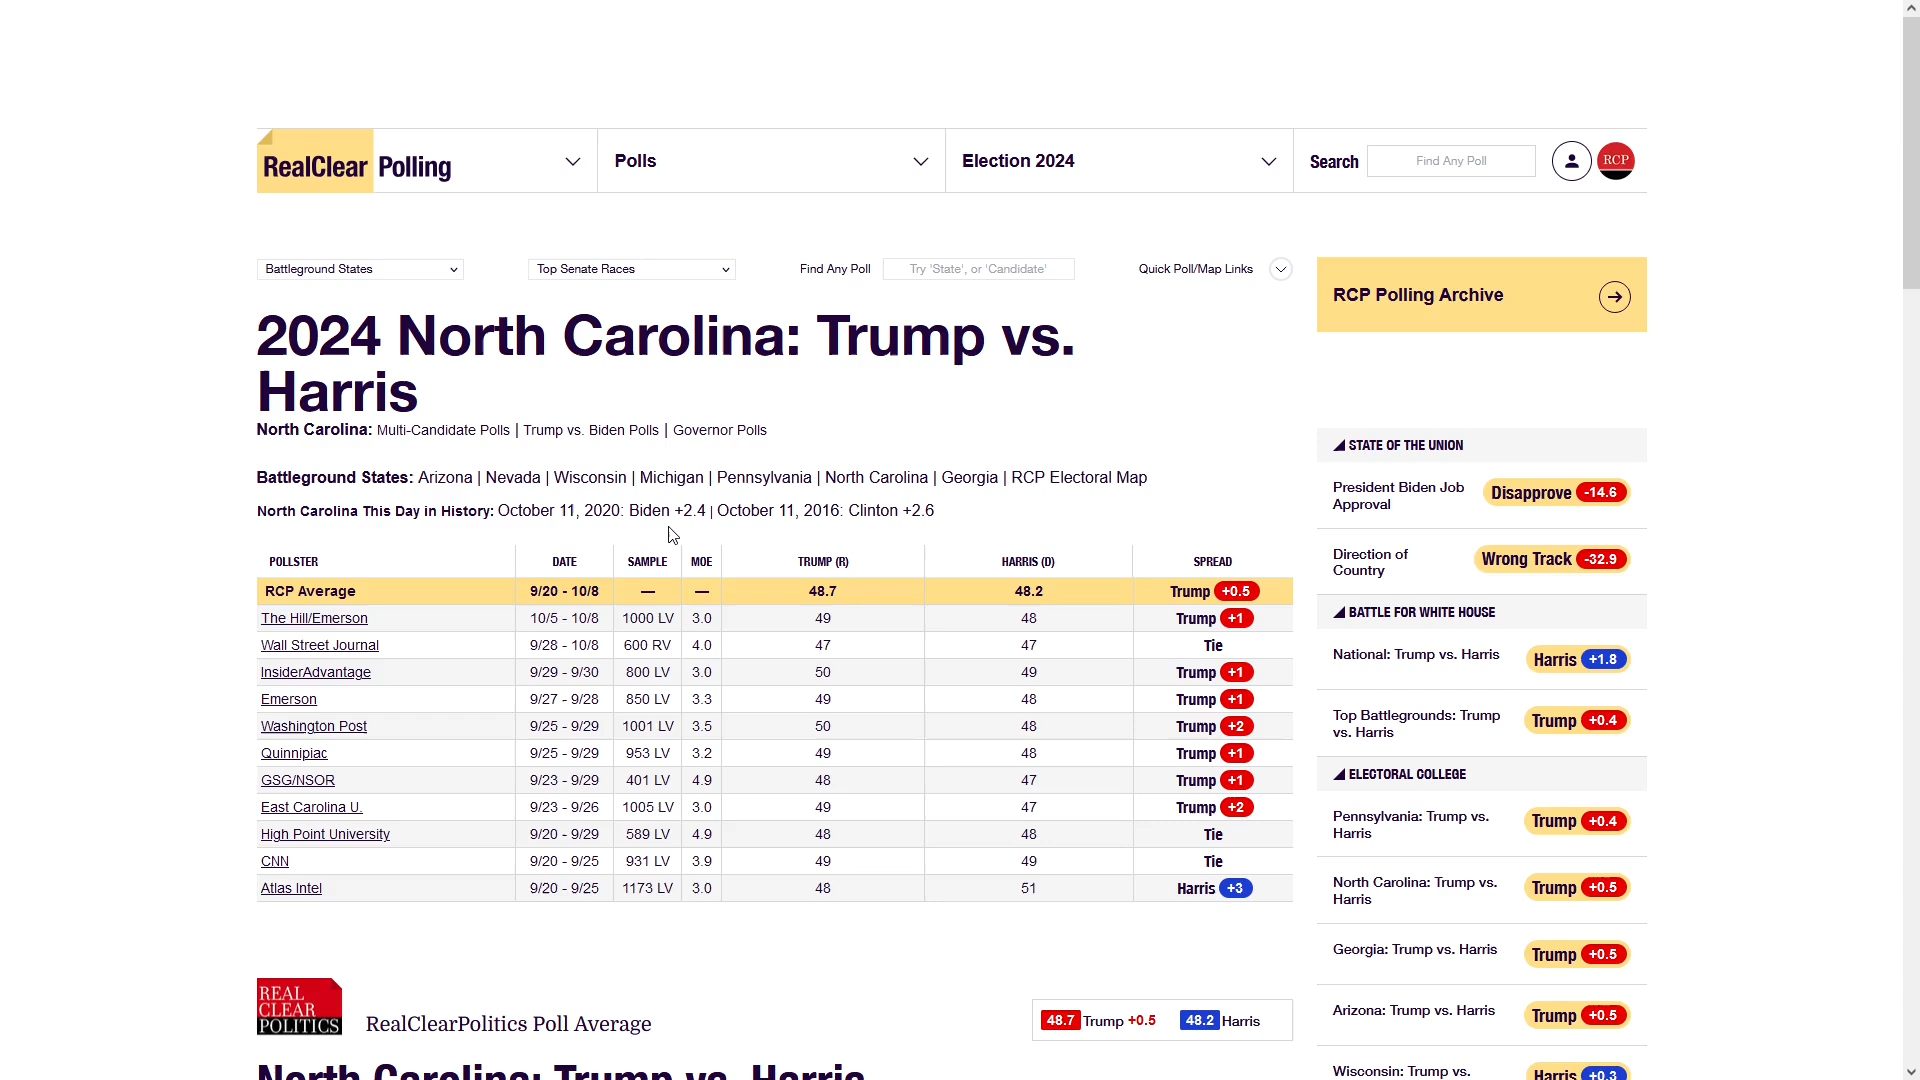 RealClear Polling
Polls
Election 2024
Search
Find Any Poll
RCP
Battleground States
Top Senate Races
Find Any Poll
Try 'State', or 'Candidate'
Quick Poll/Map Links
RCP Polling Archive
2024 North Carolina: Trump vs.
Harris
North Carolina: Multi-Candidate Polls | Trump vs. Biden Polls | Governor Polls
Battleground States: Arizona | Nevada | Wisconsin | Michigan | Pennsylvania | North Carolina | Georgia | RCP Electoral Map
North Carolina This Day in History: October 11, 2020: Biden +2.4 | October 11, 2016: Clinton +2.6
POLLSTER DATE SAMPLE MOE TRUMP (R) HARRIS (D) SPREAD
RCP Average 9/20 - 10/8 — — 48.7 48.2 Trump +0.5
The Hill/Emerson 10/5 - 10/8 1000 LV 3.0 49 48 Trump +1
Wall Street Journal 9/28 - 10/8 600 RV 4.0 47 47 Tie
InsiderAdvantage 9/29 - 9/30 800 LV 3.0 50 49 Trump +1
Emerson 9/27 - 9/28 850 LV 3.3 49 48 Trump +1
Washington Post 9/25 - 9/29 1001 LV 3.5 50 48 Trump +2
Quinnipiac 9/25 - 9/29 953 LV 3.2 49 48 Trump +1
GSG/NSOR 9/23 - 9/29 401 LV 4.9 48 47 Trump +1
East Carolina U. 9/23 - 9/26 1005 LV 3.0 49 47 Trump +2
High Point University 9/20 - 9/29 589 LV 4.9 48 48 Tie
CNN 9/20 - 9/25 931 LV 3.9 49 49 Tie
Atlas Intel 9/20 - 9/25 1173 LV 3.0 48 51 Harris +3
REAL
CLEAR
POLITICS
RealClearPolitics Poll Average
48.7 Trump +0.5 48.2 Harris
North Carolina: Trump vs. Harris
STATE OF THE UNION
President Biden Job
Approval
Disapprove -14.6
Direction of
Country
Wrong Track -32.9
BATTLE FOR WHITE HOUSE
National: Trump vs. Harris
Harris +1.8
Top Battlegrounds: Trump
vs. Harris
Trump +0.4
ELECTORAL COLLEGE
Pennsylvania: Trump vs.
Harris
Trump +0.4
North Carolina: Trump vs.
Harris
Trump +0.5
Georgia: Trump vs. Harris
Trump +0.5
Arizona: Trump vs. Harris
Trump +0.5
Wisconsin: Trump vs.
Harris +0.3